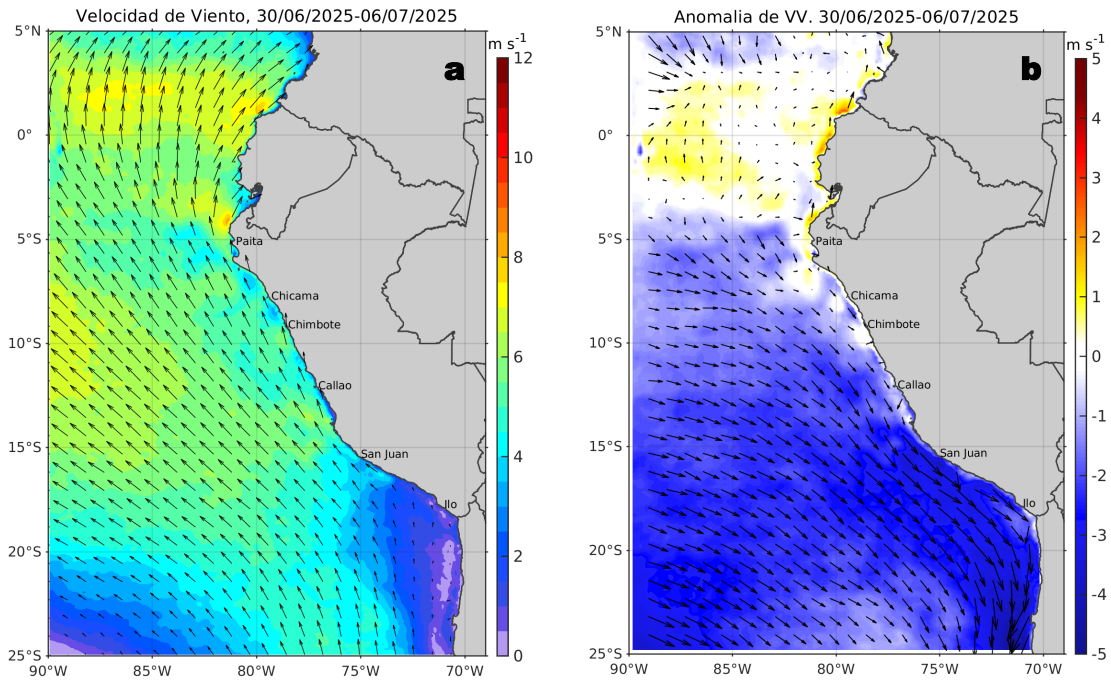 Velocidad de Viento, 30/06/2025-06/07/2025
a
5°N
0°
5°S
10°S
15°S
20°S
25°S
90°W
85°W
80°W
75°W
70°W
Paita
Chicama
Chimbote
Callao
San Juan
Ilo
m s-1
12
10
8
6
4
2
0
Anomalia de VV. 30/06/2025-06/07/2025
b
5°N
0°
5°S
10°S
15°S
20°S
25°S
90°W
85°W
80°W
75°W
70°W
Paita
Chicama
Chimbote
Callao
San Juan
Ilo
m s-1
5
4
3
2
1
0
-1
-2
-3
-4
-5